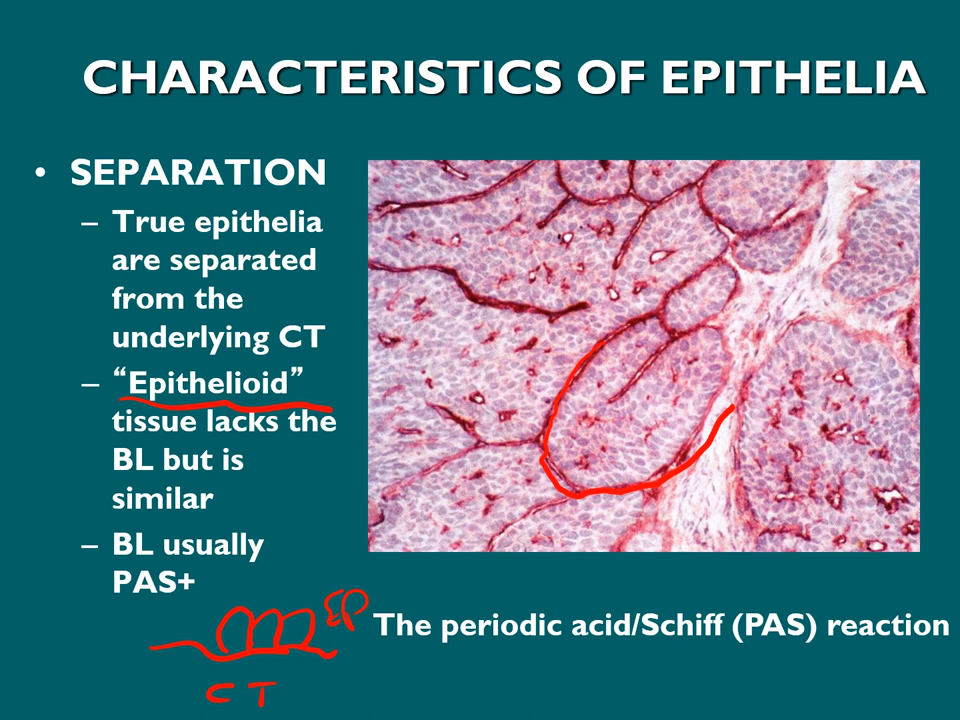 CHARACTERISTICS OF EPITHELIA
• SEPARATION
– True epithelia
are separated
from the
underlying CT
– “Epithelioid”
tissue lacks the
BL but is
similar
– BL usually
PAS+
EP
The periodic acid/Schiff (PAS) reaction
CT